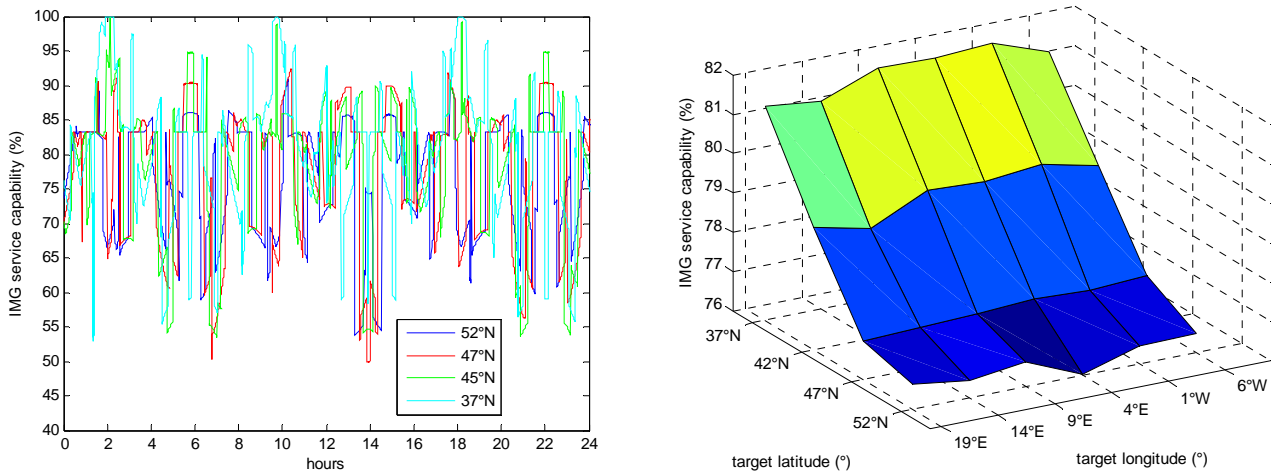 IMG service capability (%)
100
95
90
85
80
75
70
65
60
55
50
45
40
0 2 4 6 8 10 12 14 16 18 20 22 24
hours
52°N
47°N
45°N
37°N
IMG service capability (%)
82
81
80
79
78
77
76
37°N
42°N
47°N
52°N
target latitude (°)
19°E
14°E
9°E
4°E
1°W
6°W
target longitude (°)